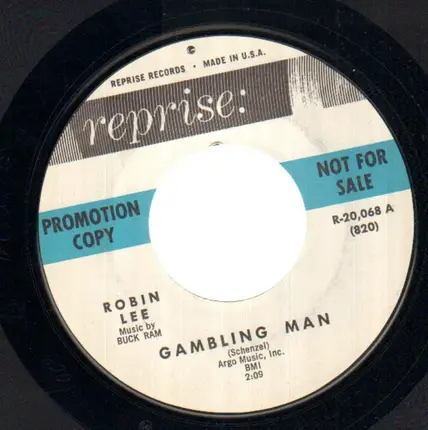 REPRISE RECORDS • MADE IN U.S.A.
reprise:
PROMOTION
COPY
NOT FOR
SALE
R-20,068 A
(820)
ROBIN
LEE
Music by
BUCK RAM
GAMBLING MAN
(Schenzel)
Argo Music, Inc.
BMI
2:09